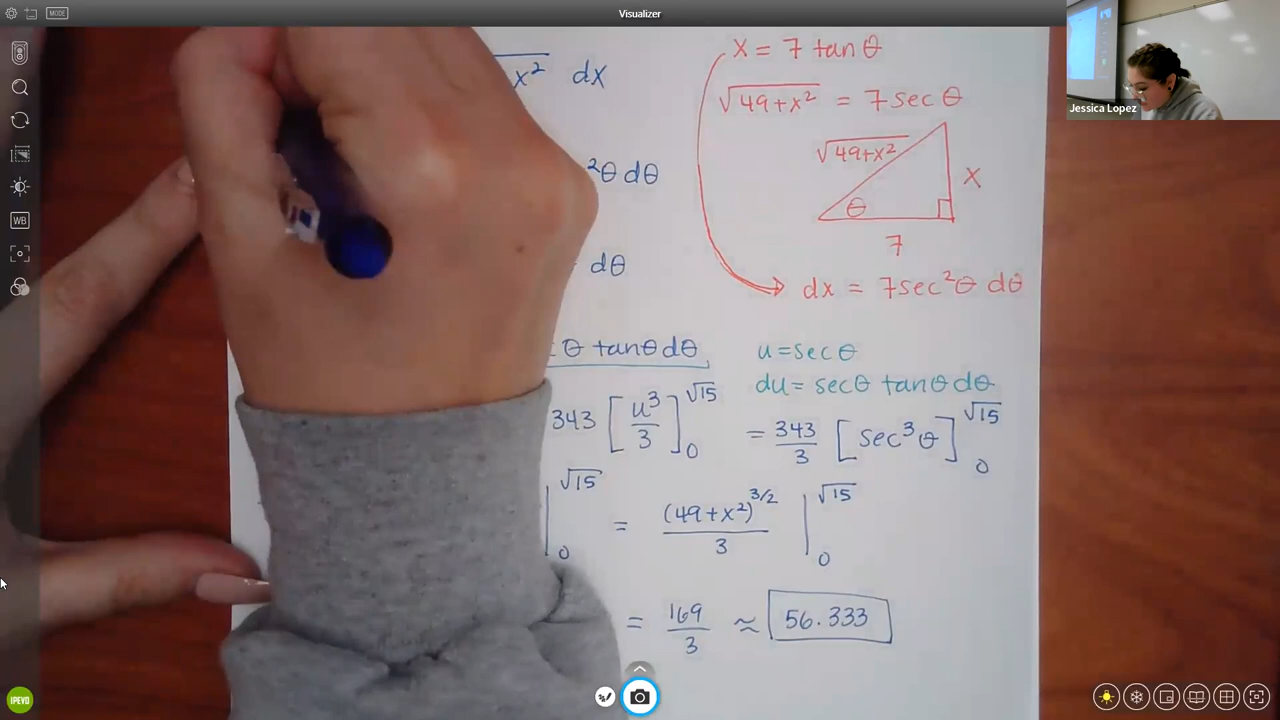 Visualizer
MODE
Jessica Lopez
WB
x² dx
x = 7 tan θ
√49+x² = 7 sec θ
√49+x²
x
θ
7
²θ dθ
dθ
dx = 7sec²θ dθ
θ tanθ dθ
u = sec θ
du = secθ tanθ dθ
343 [u³/3]₀^√15 = 343/3 [sec³θ]₀^√15
|₀^√15 = (49+x²)^3/2 / 3 |₀^√15
= 169/3 ≈ 56.333
IPEVO